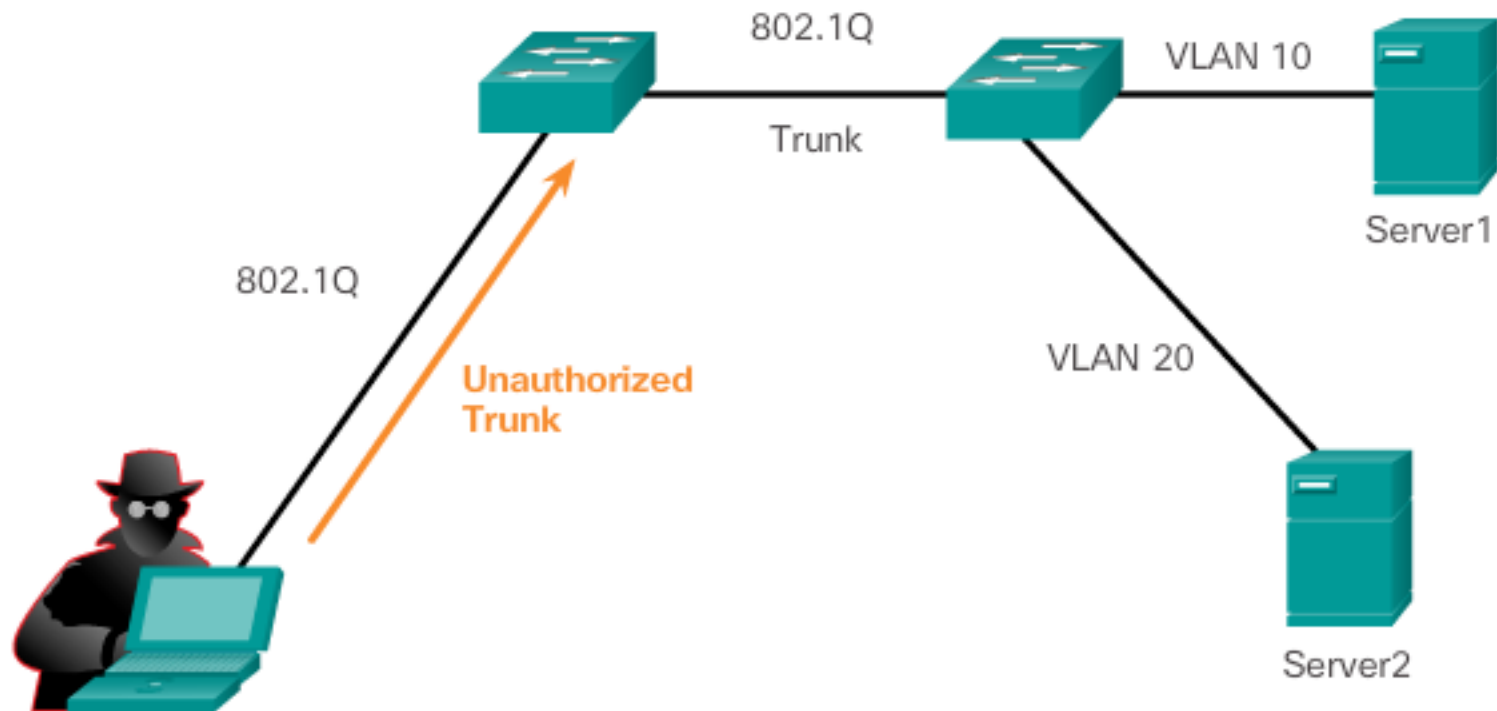 802.1Q
Trunk
VLAN 10
Server1
802.1Q
Unauthorized
Trunk
VLAN 20
Server2